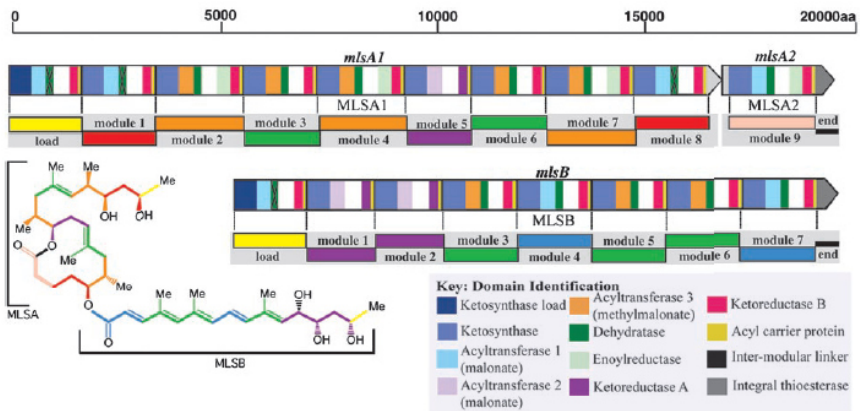 0 5000 10000 15000 20000aa
mlsA1 mlsA2
MLSA1 MLSA2
load module 1 module 2 module 3 module 4 module 5 module 6 module 7 module 8 module 9 end
Me
Me Me
OH OH
Me
O
O
Me
Me
O
O
Me Me Me OH Me
OH OH
MLSA
MLSB
mlsB
MLSB
load module 1 module 2 module 3 module 4 module 5 module 6 module 7 end
Key: Domain Identification
Ketosynthase load
Ketosynthase
Acyltransferase 1
(malonate)
Acyltransferase 2
(malonate)
Acyltransferase 3
(methylmalonate)
Dehydratase
Enoylreductase
Ketoreductase A
Ketoreductase B
Acyl carrier protein
Inter-modular linker
Integral thioesterase